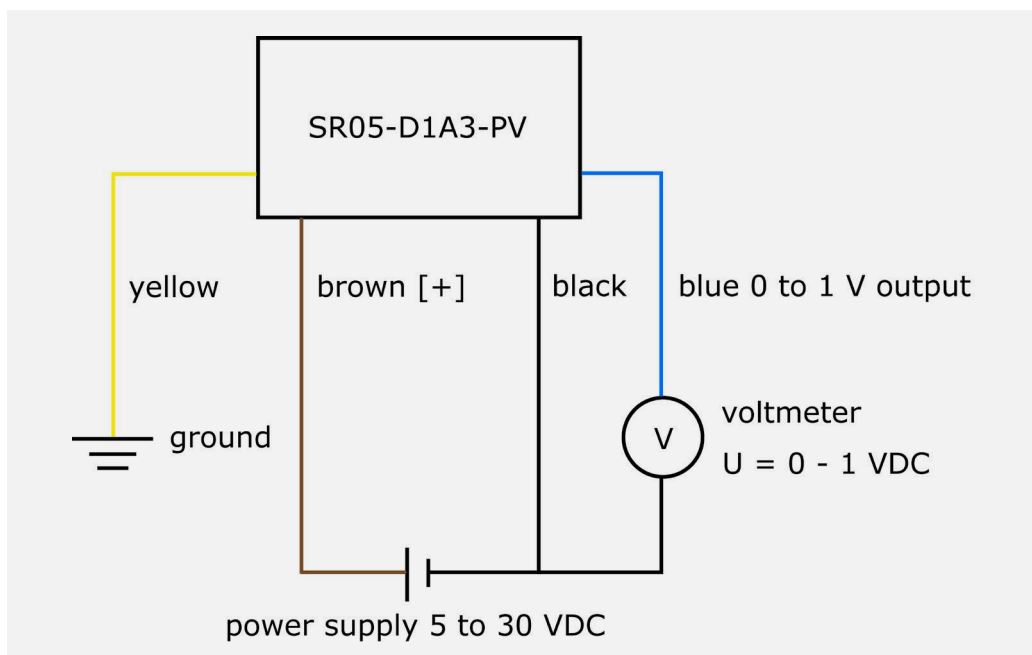 SR05-D1A3-PV
yellow
brown [+]
black
blue 0 to 1 V output
ground
V
voltmeter
U = 0 - 1 VDC
power supply 5 to 30 VDC